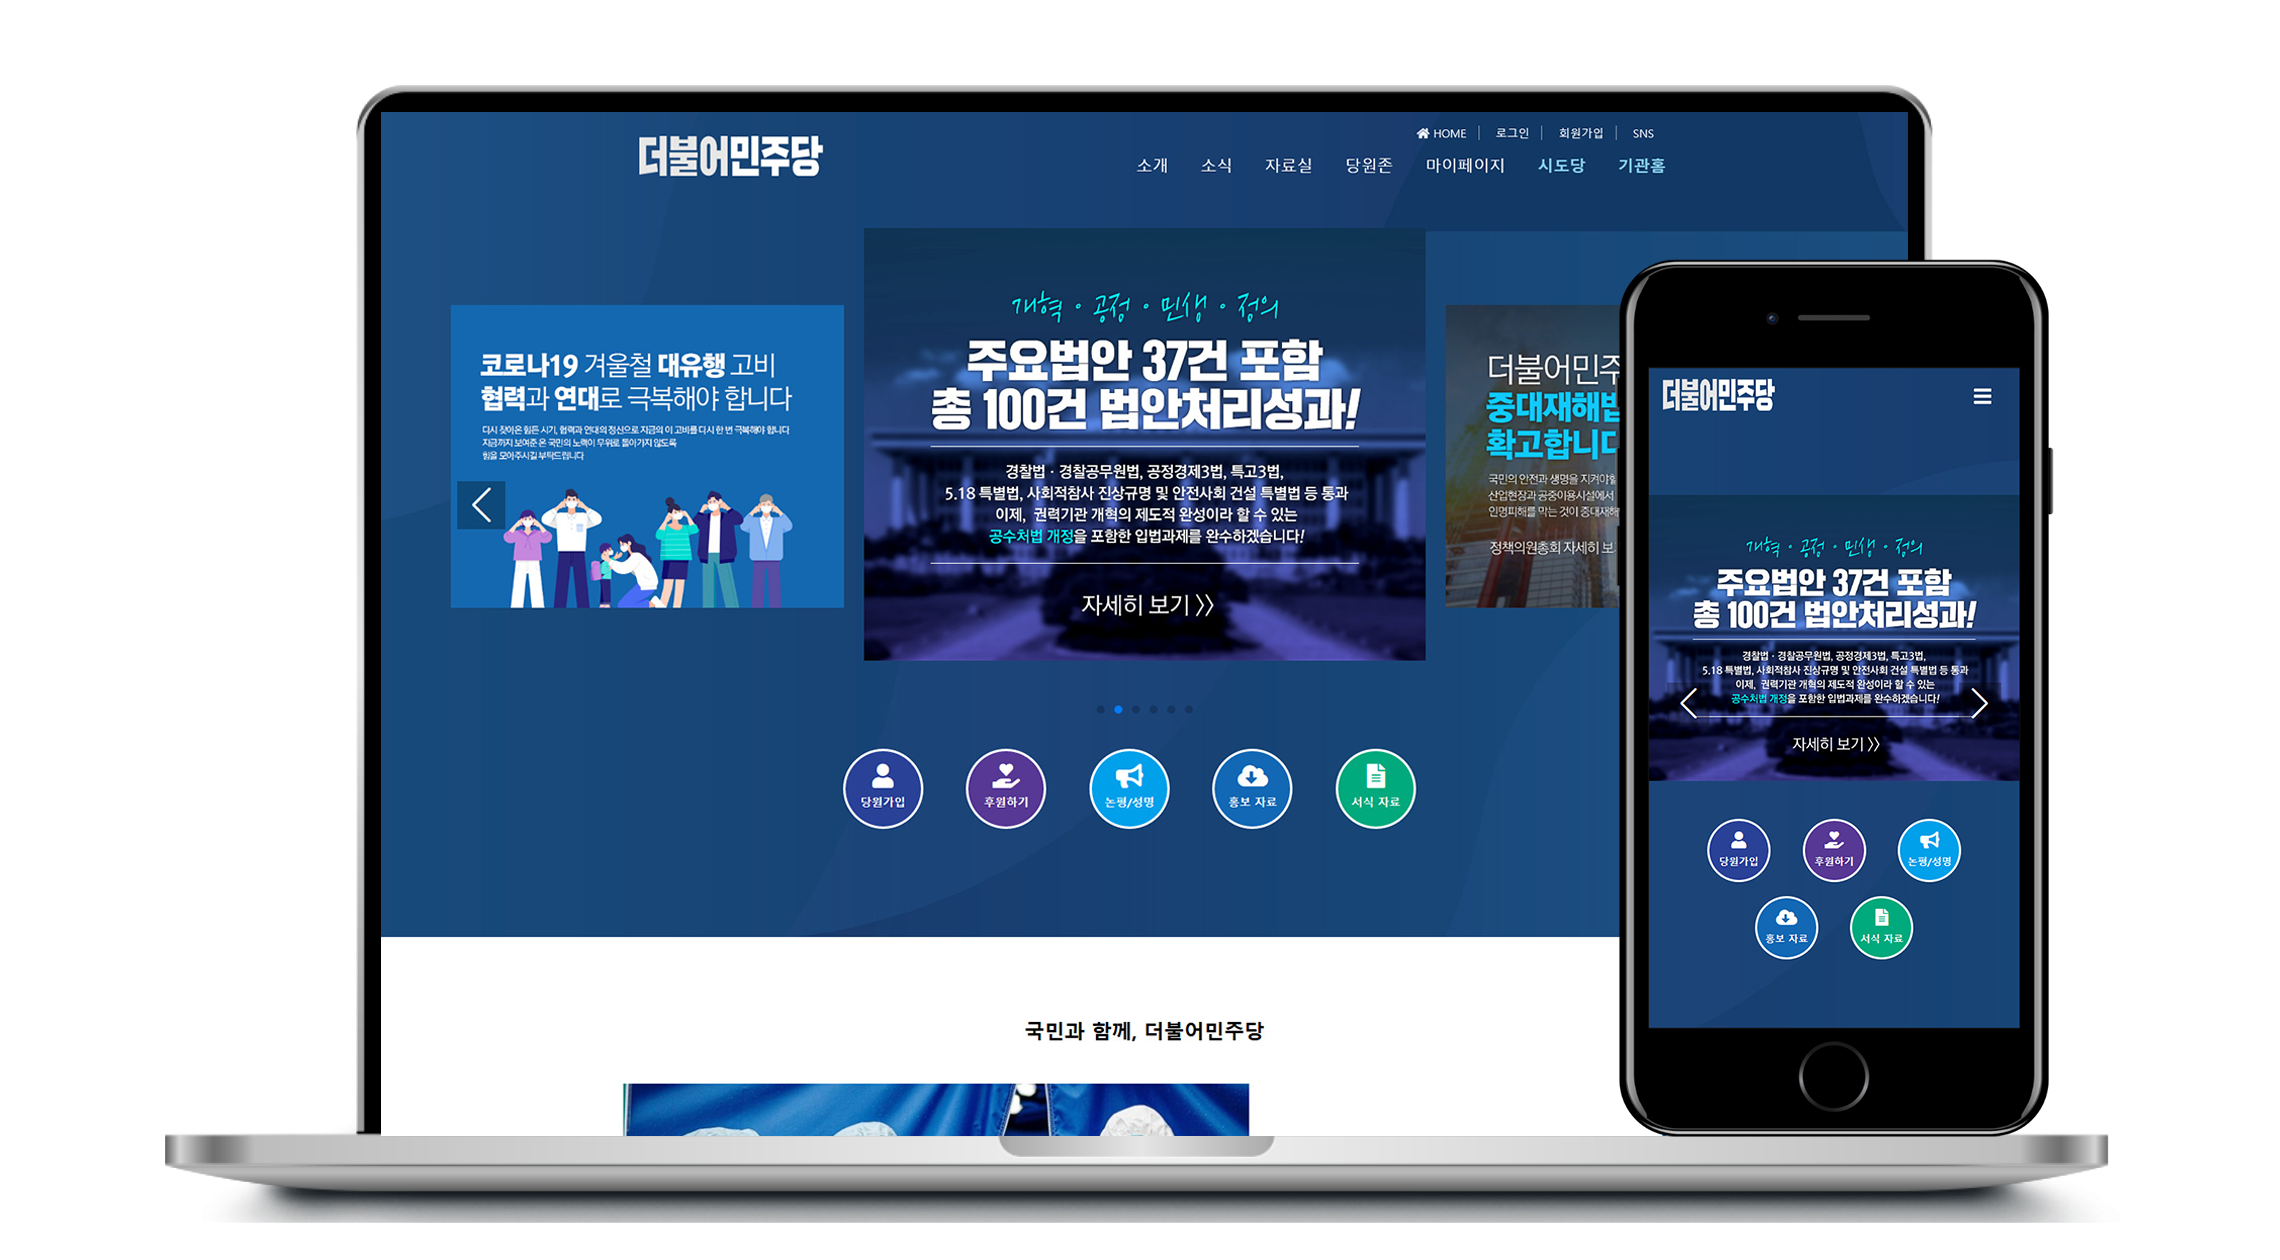 더불어민주당
HOME 로그인 회원가입 SNS
소개 소식 자료실 당원존 마이페이지 시도당 기관홈
코로나19 겨울철 대유행 고비
협력과 연대로 극복해야 합니다
다시 찾아온 힘든 시기, 협력과 연대의 정신으로 지금의 이 고비를 다시 한 번 극복해야 합니다
지금까지 보여준 온 국민의 노력이 무위로 돌아가지 않도록
힘을 모아주시길 부탁드립니다
개혁 · 공정 · 민생 · 정의
주요법안 37건 포함
총 100건 법안처리성과!
경찰법 · 경찰공무원법, 공정경제3법, 특고3법,
5.18 특별법, 사회적참사 진상규명 및 안전사회 건설 특별법 등 통과
이제, 권력기관 개혁의 제도적 완성이라 할 수 있는
공수처법 개정을 포함한 입법과제를 완수하겠습니다!
자세히 보기 》
더불어민주
중대재해법
확고합니다
국민의 안전과 생명을 지켜야할
산업현장과 공중이용시설에서
인명피해를 막는 것이 중대재해
정책의원총회 자세히 보
당원가입
후원하기
논평/성명
홍보 자료
서식 자료
국민과 함께, 더불어민주당
더불어민주당
개혁 · 공정 · 민생 · 정의
주요법안 37건 포함
총 100건 법안처리성과!
경찰법 · 경찰공무원법, 공정경제3법, 특고3법,
5.18 특별법, 사회적참사 진상규명 및 안전사회 건설 특별법 등 통과
이제, 권력기관 개혁의 제도적 완성이라 할 수 있는
공수처법 개정을 포함한 입법과제를 완수하겠습니다!
자세히 보기 》
당원가입
후원하기
논평/성명
홍보 자료
서식 자료